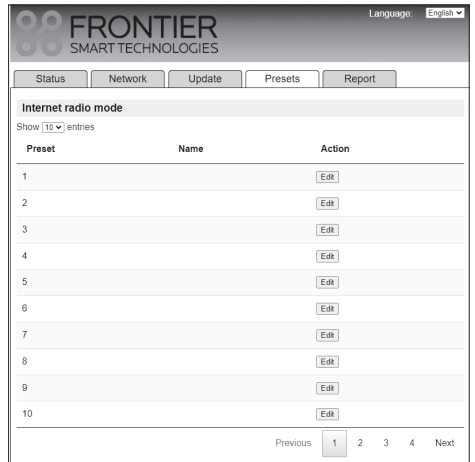 Language: English
FRONTIER
SMART TECHNOLOGIES
Status Network Update Presets Report
Internet radio mode
Show 10 entries
Preset Name Action
1 Edit
2 Edit
3 Edit
4 Edit
5 Edit
6 Edit
7 Edit
8 Edit
9 Edit
10 Edit
Previous 1 2 3 4 Next